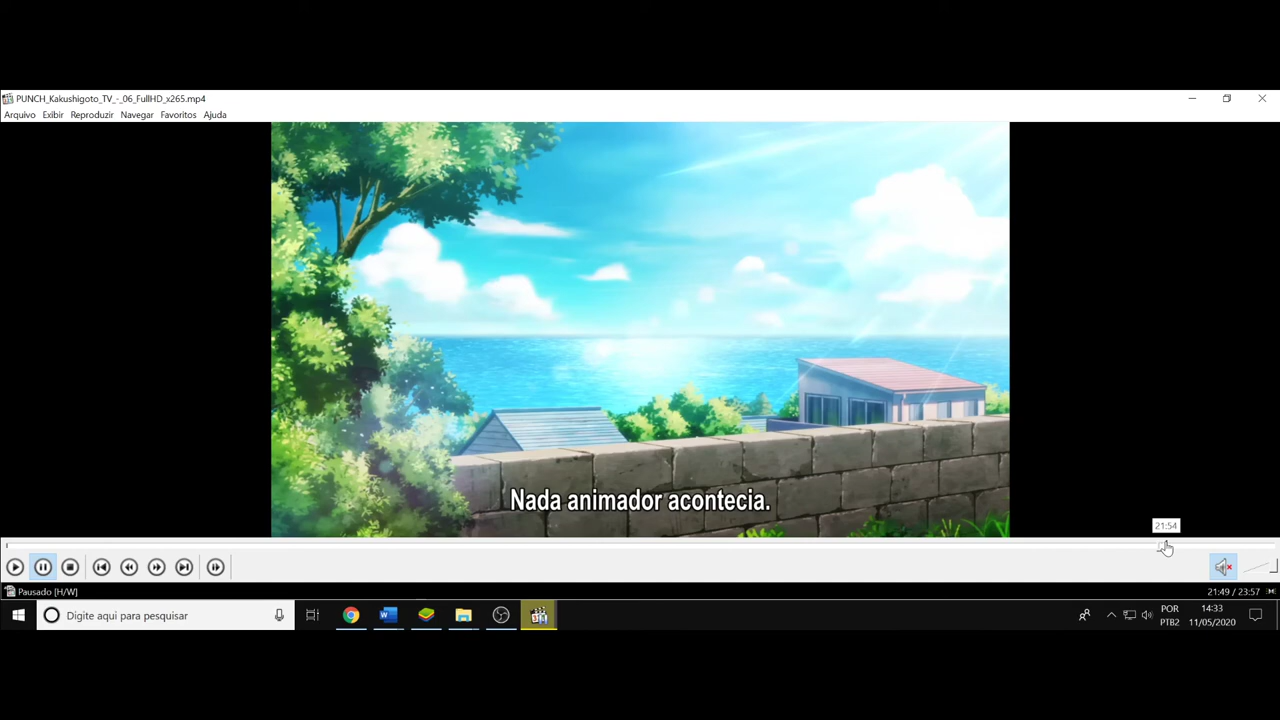 PUNCH_Kakushigoto_TV_-_06_FullHD_x265.mp4
Arquivo Exibir Reproduzir Navegar Favoritos Ajuda
Nada animador acontecia.
21:54
Pausado [H/W]
21:49 / 23:57
Digite aqui para pesquisar
POR
PTB2
14:33
11/05/2020